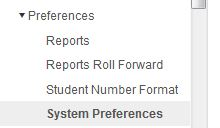 Preferences
Reports
Reports Roll Forward
Student Number Format
System Preferences